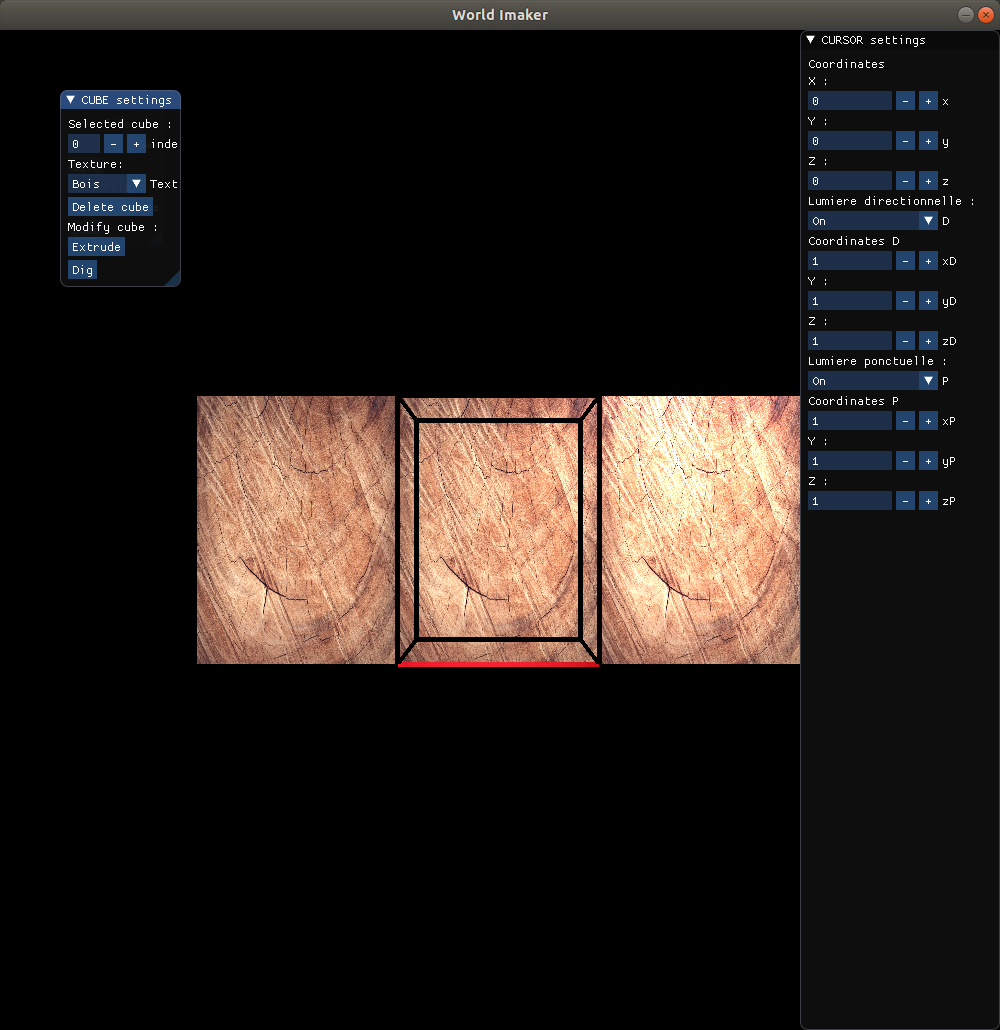 World Imaker
CUBE settings
Selected cube :
0 - + inde
Texture:
Bois Text
Delete cube
Modify cube :
Extrude
Dig
CURSOR settings
Coordinates
X :
0 - + x
Y :
0 - + y
Z :
0 - + z
Lumiere directionnelle :
On D
Coordinates D
1 - + xD
Y :
1 - + yD
Z :
1 - + zD
Lumiere ponctuelle :
On P
Coordinates P
1 - + xP
Y :
1 - + yP
Z :
1 - + zP